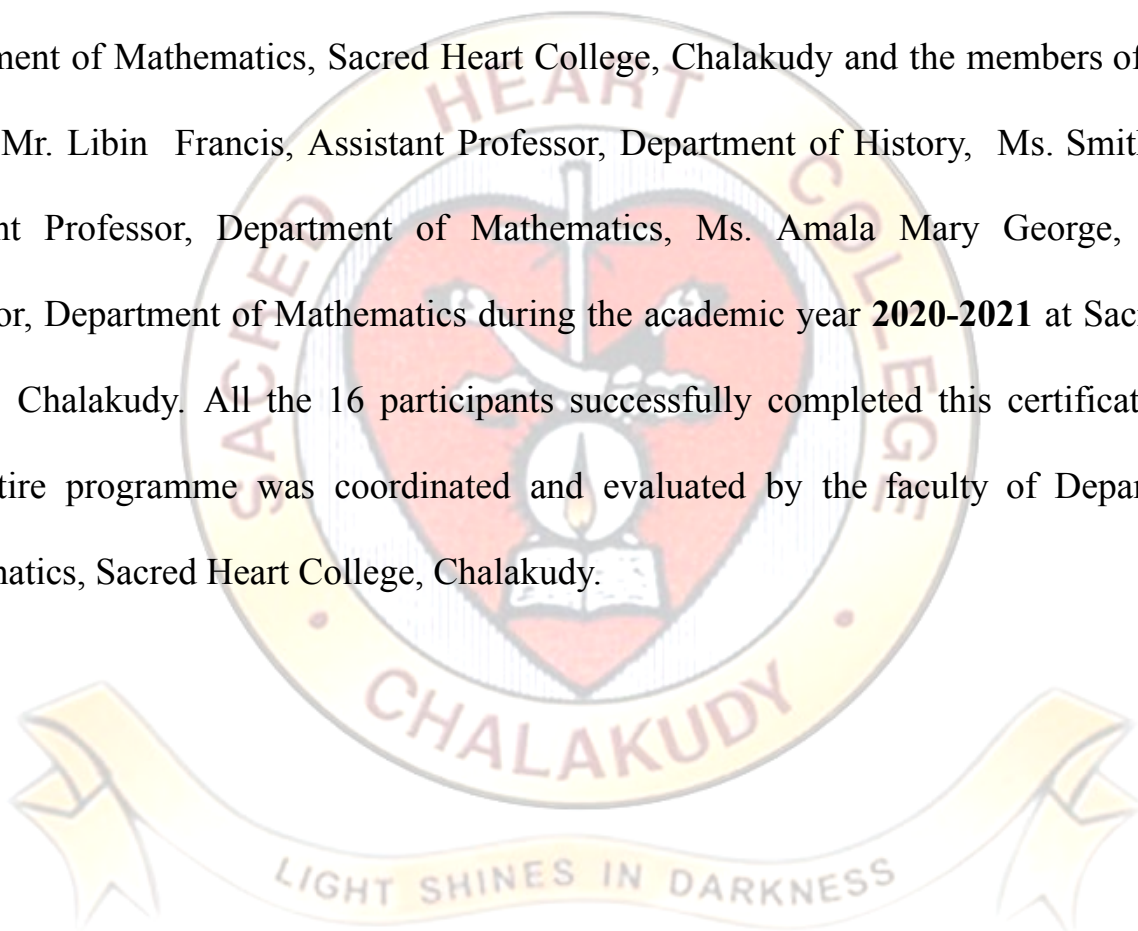 ment of Mathematics, Sacred Heart College, Chalakudy and the members of
Mr. Libin Francis, Assistant Professor, Department of History, Ms. Smit
nt Professor, Department of Mathematics, Ms. Amala Mary George,
or, Department of Mathematics during the academic year 2020-2021 at Sac
Chalakudy. All the 16 participants successfully completed this certificat
tire programme was coordinated and evaluated by the faculty of Depar
natics, Sacred Heart College, Chalakudy.
SACRED HEART COLLEGE
CHALAKUDY
LIGHT SHINES IN DARKNESS